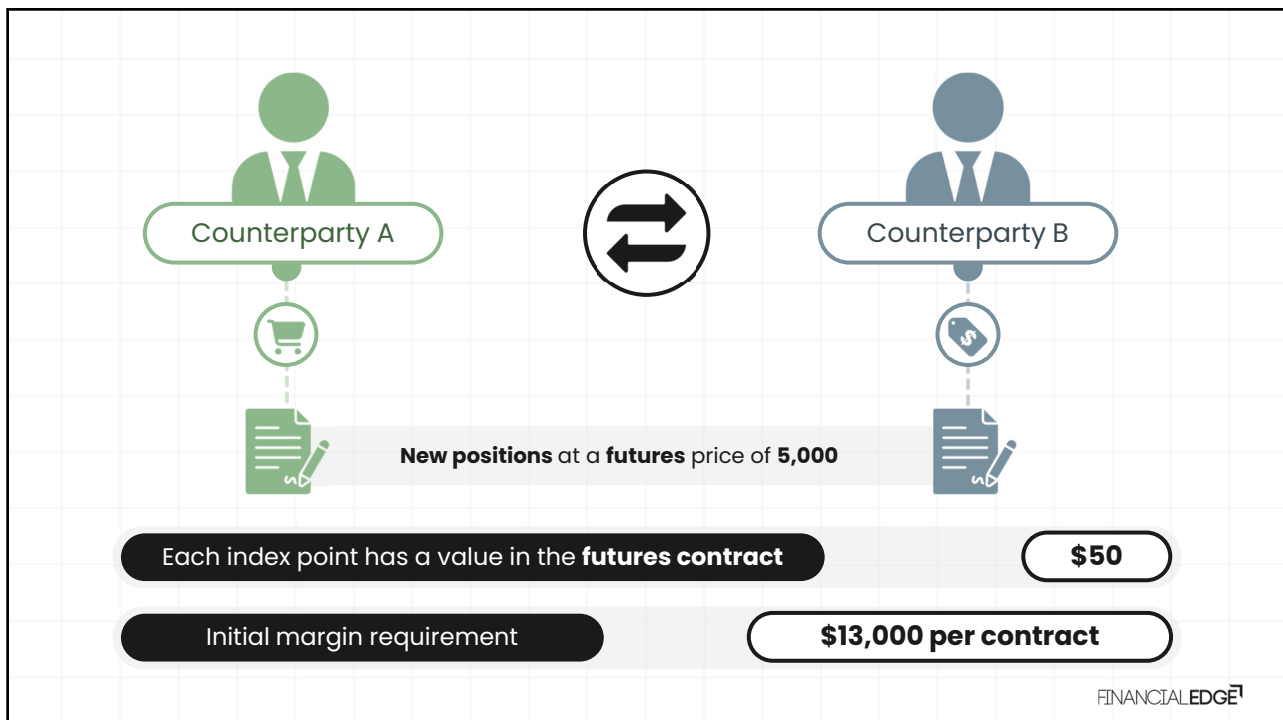 Counterparty A
Counterparty B
New positions at a futures price of 5,000
Each index point has a value in the futures contract
$50
Initial margin requirement
$13,000 per contract
FINANCIALEDGE